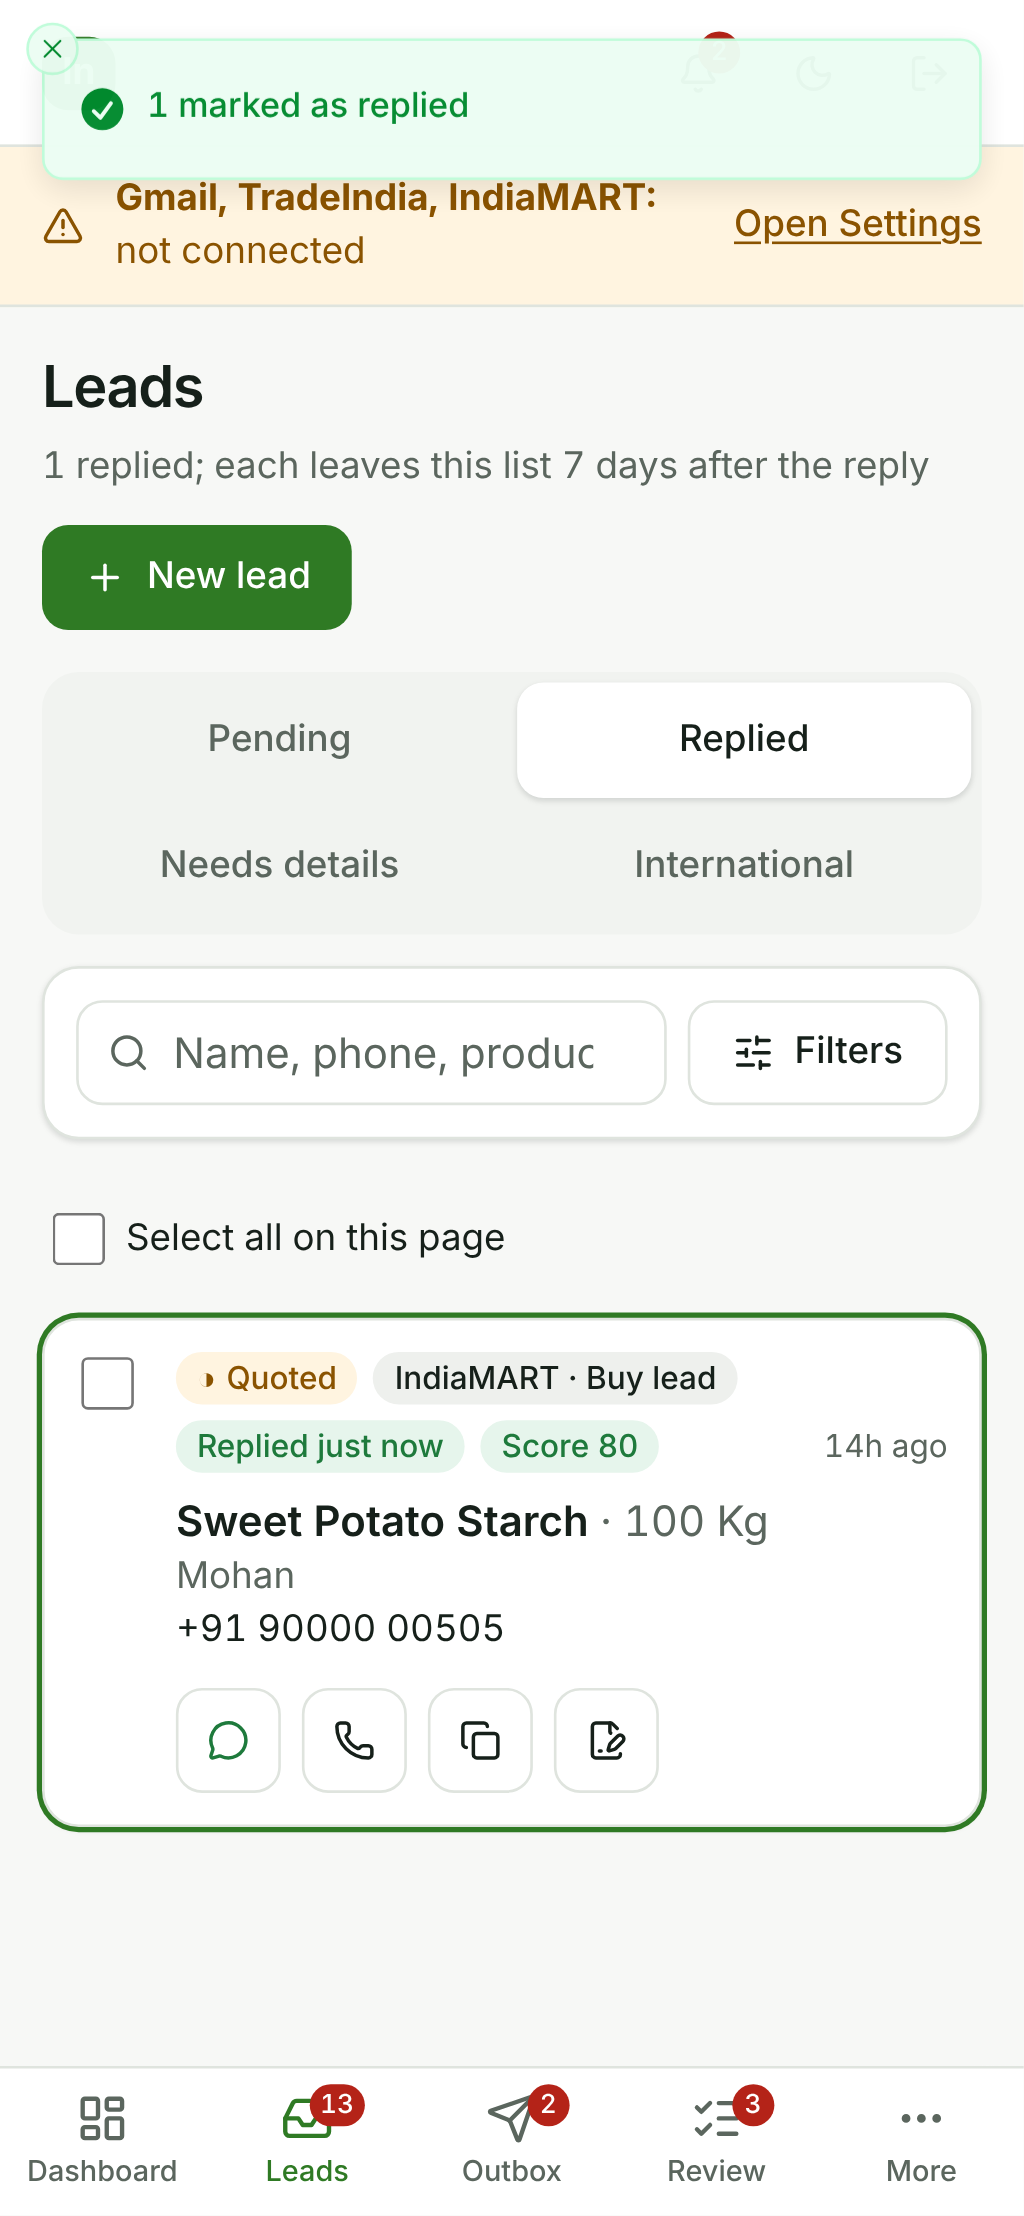 1 marked as replied
2
Gmail, TradeIndia, IndiaMART:
not connected
Open Settings
Leads
1 replied; each leaves this list 7 days after the reply
New lead
Pending
Replied
Needs details
International
Name, phone, produc
Filters
Select all on this page
Quoted
IndiaMART · Buy lead
Replied just now
Score 80
14h ago
Sweet Potato Starch · 100 Kg
Mohan
+91 90000 00505
13
2
3
Dashboard
Leads
Outbox
Review
More